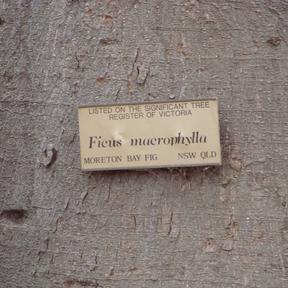 LISTED ON THE SIGNIFICANT TREE
REGISTER OF VICTORIA
Ficus macrophylla
MORETON BAY FIG NSW QLD